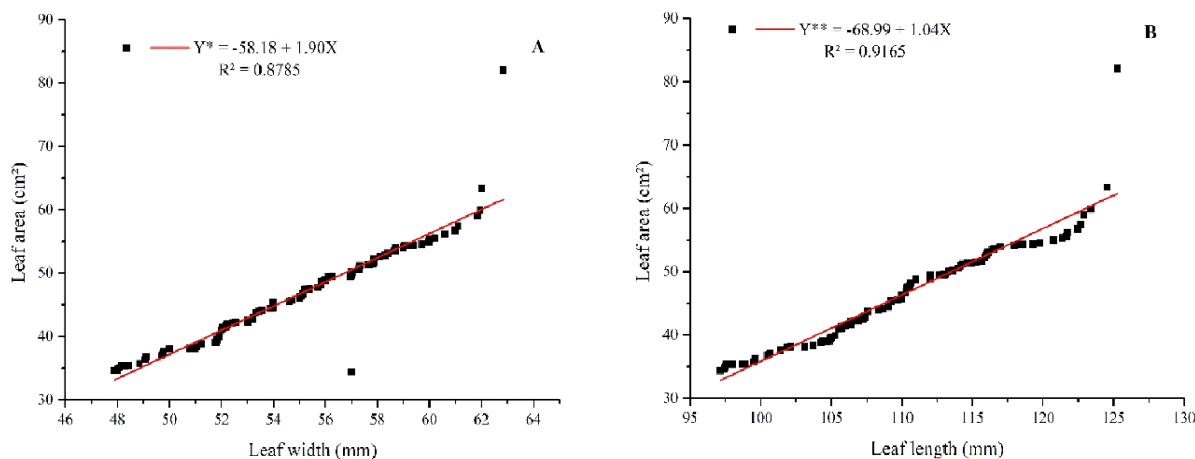 90
80
70
60
50
40
30
Leaf area (cm²)
Y* = -58.18 + 1.90X
R² = 0.8785
A
46 48 50 52 54 56 58 60 62 64
Leaf width (mm)
90
80
70
60
50
40
30
Leaf area (cm²)
Y** = -68.99 + 1.04X
R² = 0.9165
B
95 100 105 110 115 120 125 130
Leaf length (mm)